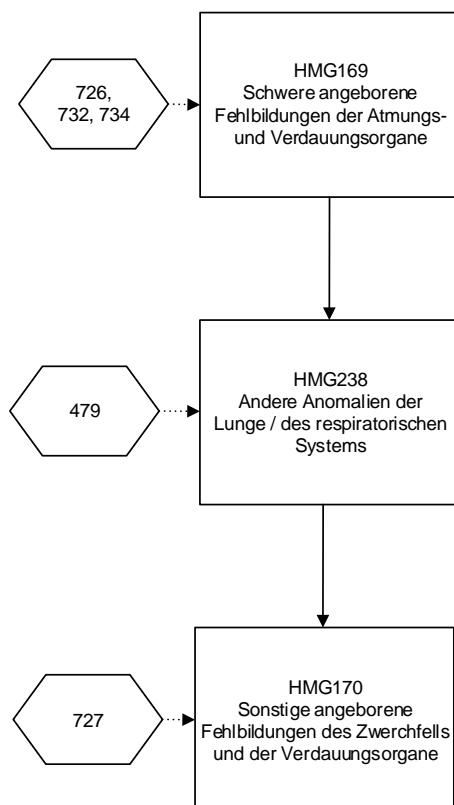 726,
732, 734
HMG169
Schwere angeborene
Fehlbildungen der Atmungs-
und Verdauungsorgane
479
HMG238
Andere Anomalien der
Lunge / des respiratorischen
Systems
727
HMG170
Sonstige angeborene
Fehlbildungen des Zwerchfells
und der Verdauungsorgane